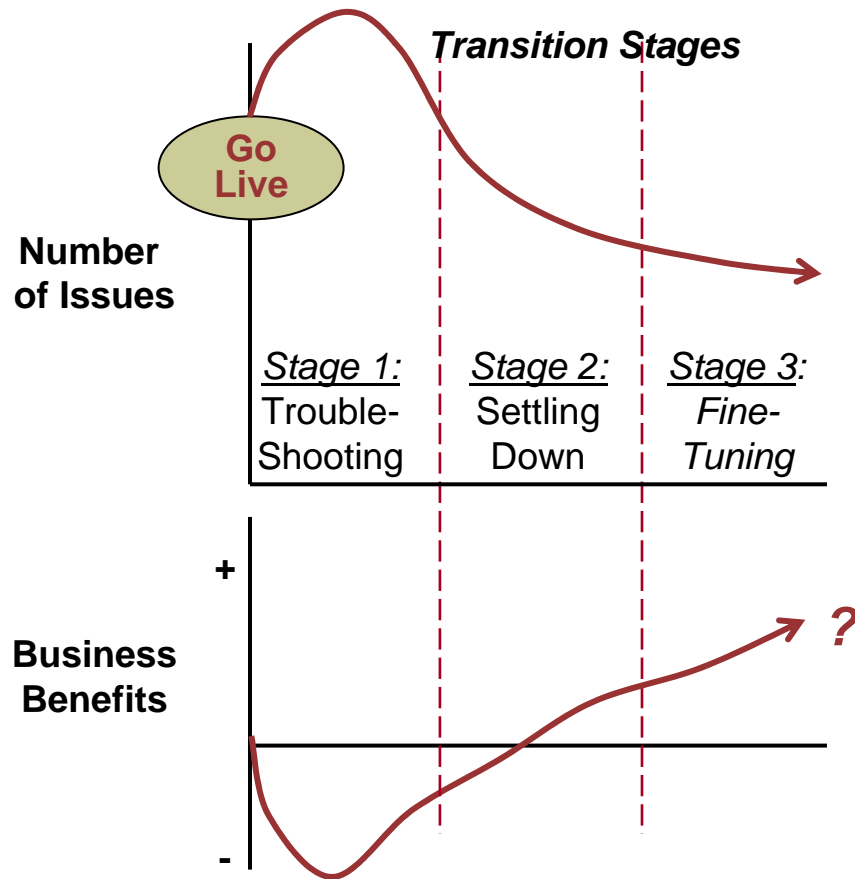 Transition Stages
Go
Live
Number
of Issues
Stage 1:
Trouble-
Shooting
Stage 2:
Settling
Down
Stage 3:
Fine-
Tuning
+
Business
Benefits
-
?